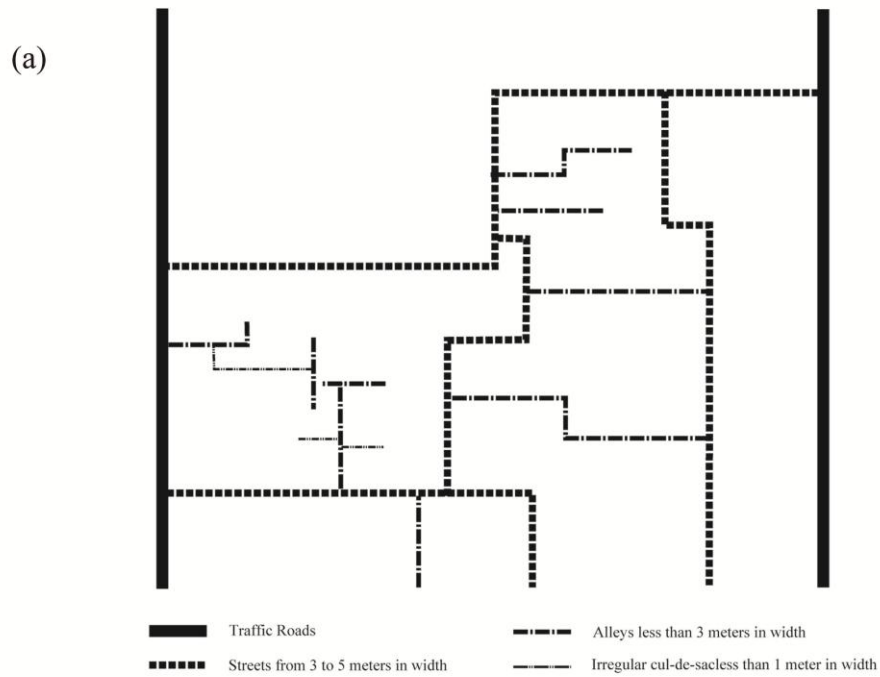 (a)
Traffic Roads
Alleys less than 3 meters in width
Streets from 3 to 5 meters in width
Irregular cul-de-sacless than 1 meter in width